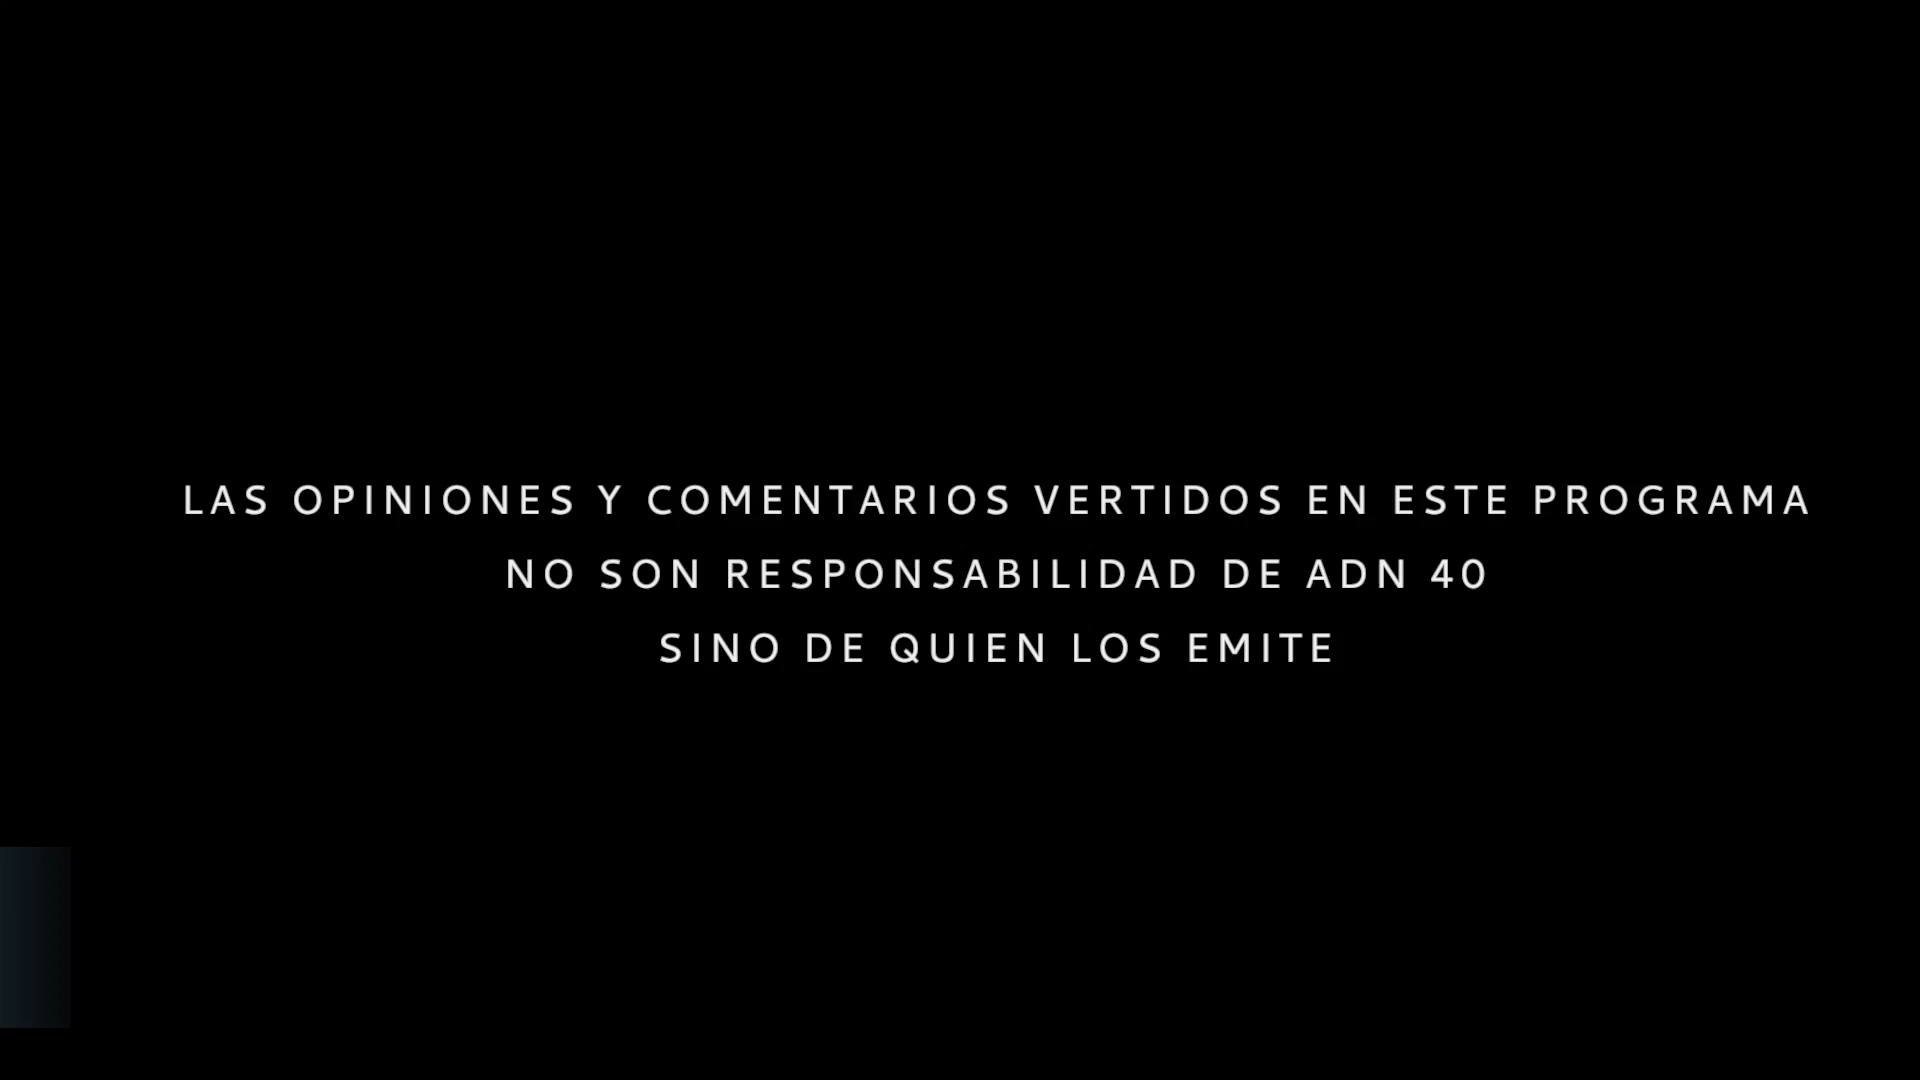 LAS OPINIONES Y COMENTARIOS VERTIDOS EN ESTE PROGRAMA
NO SON RESPONSABILIDAD DE ADN 40
SINO DE QUIEN LOS EMITE